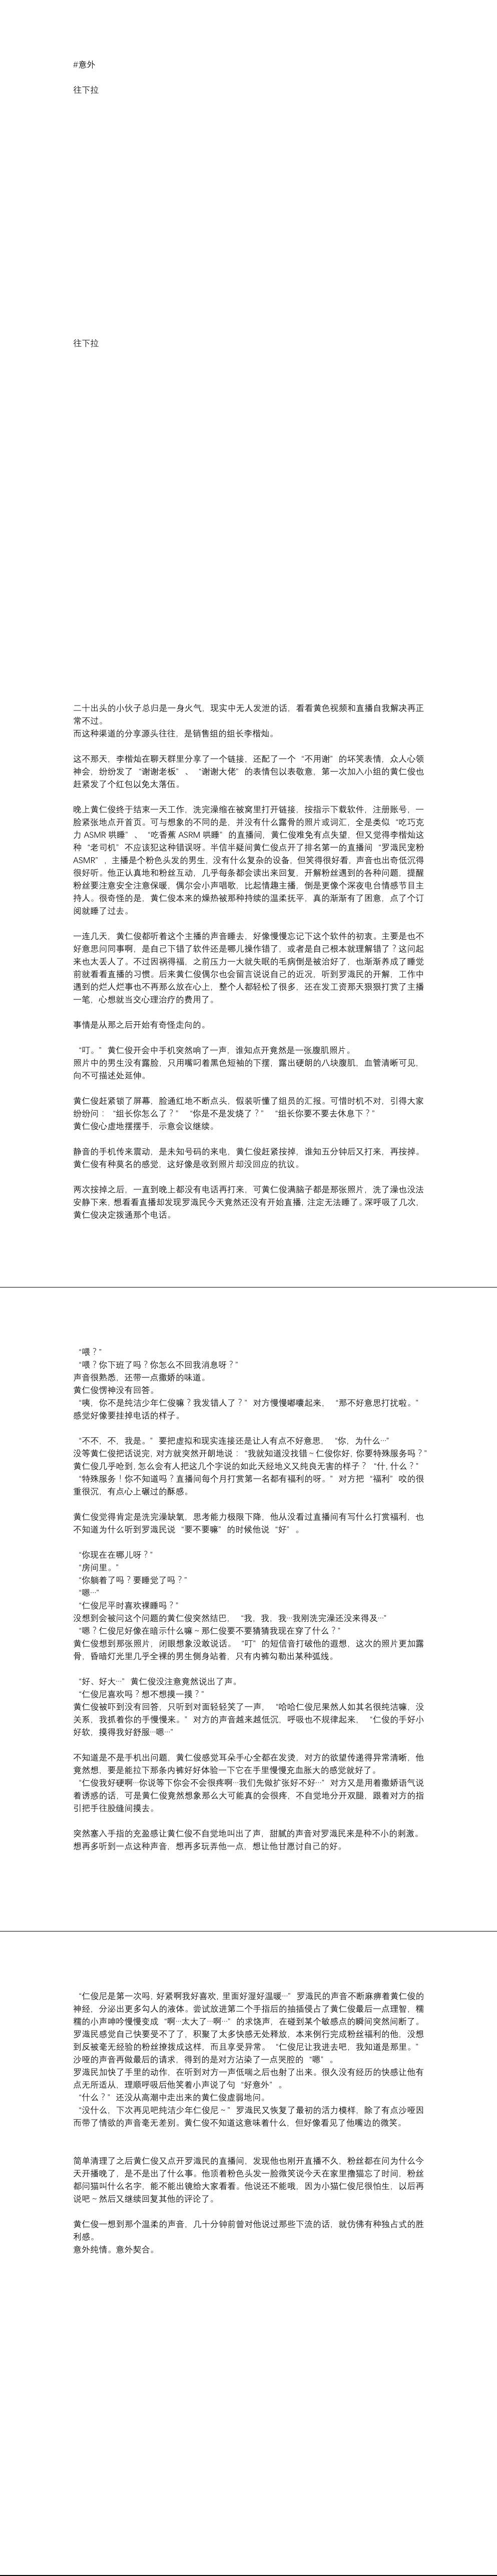 #意外
往下拉
往下拉
二十出头的小伙子总归是一身火气，现实中无人发泄的话，看看黄色视频和直播自我解决再正
常不过。
而这种渠道的分享源头往往，是销售组的组长李楷灿。
这不那天，李楷灿在聊天群里分享了一个链接，还配了一个“不用谢”的坏笑表情，众人心领
神会，纷纷发了“谢谢老板”、“谢谢大佬”的表情包以表敬意，第一次加入小组的黄仁俊也
赶紧发了个红包以免大落伍。
晚上黄仁俊终于结束一天工作，洗完澡缩在被窝里打开链接，按指示下载软件，注册账号，一
脸紧张地点开首页。可与想象的不同的是，并没有什么露骨的照片或词汇，全是类似“吃巧克
力 ASMR 哄睡”、“吃香蕉 ASRM 哄睡”的直播间，黄仁俊难免有点失望，但又觉得李楷灿这
种“老司机”不应该犯这种错误呀。半信半疑间黄仁俊点开了排名第一的直播间“罗渽民宠粉
ASMR”，主播是个粉色头发的男生，没有什么复杂的设备，但笑得很好看，声音也出奇低沉得
很好听。他正认真地和粉丝互动，几乎每条都会读出来回复，开解粉丝遇到的各种问题，提醒
粉丝要注意安全注意保暖，偶尔会小声唱歌，比起情趣主播，倒是更像个深夜电台情感节目主
持人。很奇怪的是，黄仁俊本来的燥热被那种持续的温柔抚平，真的渐渐有了困意，点了个订
阅就睡了过去。
一连几天，黄仁俊都听着这个主播的声音睡去，好像慢慢忘记下这个软件的初衷。主要是也不
好意思问同事啊，是自己下错了软件还是哪儿操作错了，或者是自己根本就理解错了？这问起
来也太丢人了。不过因祸得福，之前压力一大就失眠的毛病倒是被治好了，也渐渐养成了睡觉
前就看看直播的习惯。后来黄仁俊偶尔也会留言说说自己的近况，听到罗渽民的开解，工作中
遇到的烂人烂事也不再那么放在心上，整个人都轻松了很多，还在发工资那天狠狠打赏了主播
一笔，心想就当交心理治疗的费用了。
事情是从那之后开始有奇怪走向的。
“叮。”黄仁俊开会中手机突然响了一声，谁知点开竟然是一张腹肌照片。
照片中的男生没有露脸，只用嘴叼着黑色短袖的下摆，露出硬朗的八块腹肌，血管清晰可见，
向不可描述处延伸。
黄仁俊赶紧锁了屏幕，脸通红地不断点头，假装听懂了组员的汇报。可惜时机不对，引得大家
纷纷问：“组长你怎么了？”“你是不是发烧了？”“组长你要不要去休息下？”
黄仁俊心虚地摆摆手，示意会议继续。
静音的手机传来震动，是未知号码的来电，黄仁俊赶紧按掉，谁知五分钟后又打来，再按掉。
黄仁俊有种莫名的感觉，这好像是收到照片却没回应的抗议。
两次按掉之后，一直到晚上都没有电话再打来，可黄仁俊满脑子都是那张照片，洗了澡也没法
安静下来，想看看直播却发现罗渽民今天竟然还没有开始直播，注定无法睡了。深呼吸了几次，
黄仁俊决定拨通那个电话。
“喂？”
“喂？你下班了吗？你怎么不回我消息呀？”
声音很熟悉，还带一点撒娇的味道。
黄仁俊愣神没有回答。
“咦，你不是纯洁少年仁俊嘛？我发错人了？”对方慢慢嘟囔起来，“那不好意思打扰啦。”
感觉好像要挂掉电话的样子。
“不不，不，我是。”要把虚拟和现实连接还是让人有点不好意思，“你，为什么…”
没等黄仁俊把话说完，对方就突然开朗地说：“我就知道没找错～仁俊你好，你要特殊服务吗？”
黄仁俊几乎呛到，怎么会有人把这几个字说的如此天经地义又纯良无害的样子？“什，什么？”
“特殊服务！你不知道吗？直播间每个月打赏第一名都有福利的呀。”对方把“福利”咬的很
重很沉，有点心上碾过的酥感。
黄仁俊觉得肯定是洗完澡缺氧，思考能力极限下降，他从没看过直播间有写什么打赏福利，也
不知道为什么听到罗渽民说“要不要嘛”的时候他说“好”。
“你现在在哪儿呀？”
“房间里。”
“你躺着了吗？要睡觉了吗？”
“嗯…”
“仁俊尼平时喜欢裸睡吗？”
没想到会被问这个问题的黄仁俊突然结巴，“我，我，我…我刚洗完澡还没来得及…”
“嗯？仁俊尼好像在暗示什么嘛～那仁俊要不要猜猜我现在穿了什么？”
黄仁俊想到那张照片，闭眼想象没敢说话。“叮”的短信音打破他的遐想，这次的照片更加露
骨，昏暗灯光里几乎全裸的男生侧身站着，只有内裤勾勒出某种弧线。
“好、好大…”黄仁俊没注意竟然说出了声。
“仁俊尼喜欢吗？想不想摸一摸？”
黄仁俊被吓到没有回答，只听到对面轻轻笑了一声，“哈哈仁俊尼果然人如其名很纯洁嘛，没
关系，我抓着你的手慢慢来。”对方的声音越来越低沉，呼吸也不规律起来，“仁俊的手好小
好软，摸得我好舒服…嗯…”
不知道是不是手机出问题，黄仁俊感觉耳朵手心全都在发烫，对方的欲望传递得异常清晰，他
竟然想，要是能拉下那条内裤好好体验一下它在手里慢慢充血胀大的感觉就好了。
“仁俊我好硬啊…你说等下你会不会很疼啊…我们先做扩张好不好…”对方又是用着撒娇语气说
着诱惑的话，可是黄仁俊竟然想象那么大可能真的会很疼，不自觉地分开双腿，跟着对方的指
引把手往股缝间摸去。
突然塞入手指的充盈感让黄仁俊不自觉地叫出了声，甜腻的声音对罗渽民来是种不小的刺激。
想再多听到一点这种声音，想再多玩弄他一点，想让他甘愿讨自己的好。
“仁俊尼是第一次吗，好紧啊我好喜欢，里面好湿好温暖…”罗渽民的声音不断麻痹着黄仁俊的
神经，分泌出更多勾人的液体。尝试放进第二个手指后的抽插侵占了黄仁俊最后一点理智，糯
糯的小声呻吟慢慢变成“啊…太大了…啊…”的求饶声，在碰到某个敏感点的瞬间突然间断了。
罗渽民感觉自己快要受不了了，积聚了太多快感无处释放，本来例行完成粉丝福利的他，没想
到反被毫无经验的粉丝撩拨成这样，而且享受异常。“仁俊尼让我进去吧，我知道是那里。”
沙哑的声音再做最后的请求，得到的是对方沾染了一点哭腔的“嗯”。
罗渽民加快了手里的动作，在听到对方一声低喘之后也射了出来。很久没有经历的快感让他有
点无所适从，理顺呼吸后他笑着小声说了句“好意外”。
“什么？”还没从高潮中走出来的黄仁俊虚弱地问。
“没什么，下次再见吧纯洁少年仁俊尼～”罗渽民又恢复了最初的活力模样，除了有点沙哑因
而带了情欲的声音毫无差别。黄仁俊不知道这意味着什么，但好像看见了他嘴边的微笑。
简单清理了之后黄仁俊又点开罗渽民的直播间，发现他也刚开直播不久，粉丝都在问为什么今
天开播晚了，是不是出了什么事。他顶着粉色头发一脸微笑说今天在家里撸猫忘了时间，粉丝
都问猫叫什么名字，能不能出镜给大家看看。他说还不能哦，因为小猫仁俊尼很怕生，以后再
说吧～然后又继续回复其他的评论了。
黄仁俊一想到那个温柔的声音，几十分钟前曾对他说过那些下流的话，就仿佛有种独占式的胜
利感。
意外纯情。意外契合。